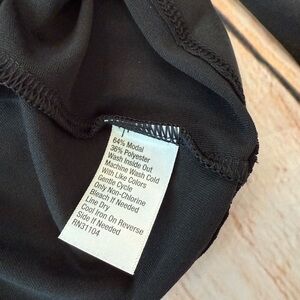 64% Modal
36% Polyester
Wash Inside Out
Machine Wash Cold
With Like Colors
Gentle Cycle
Only Non-Chlorine
Bleach If Needed
Line Dry
Cool Iron On Reverse
Side If Needed
RN31104